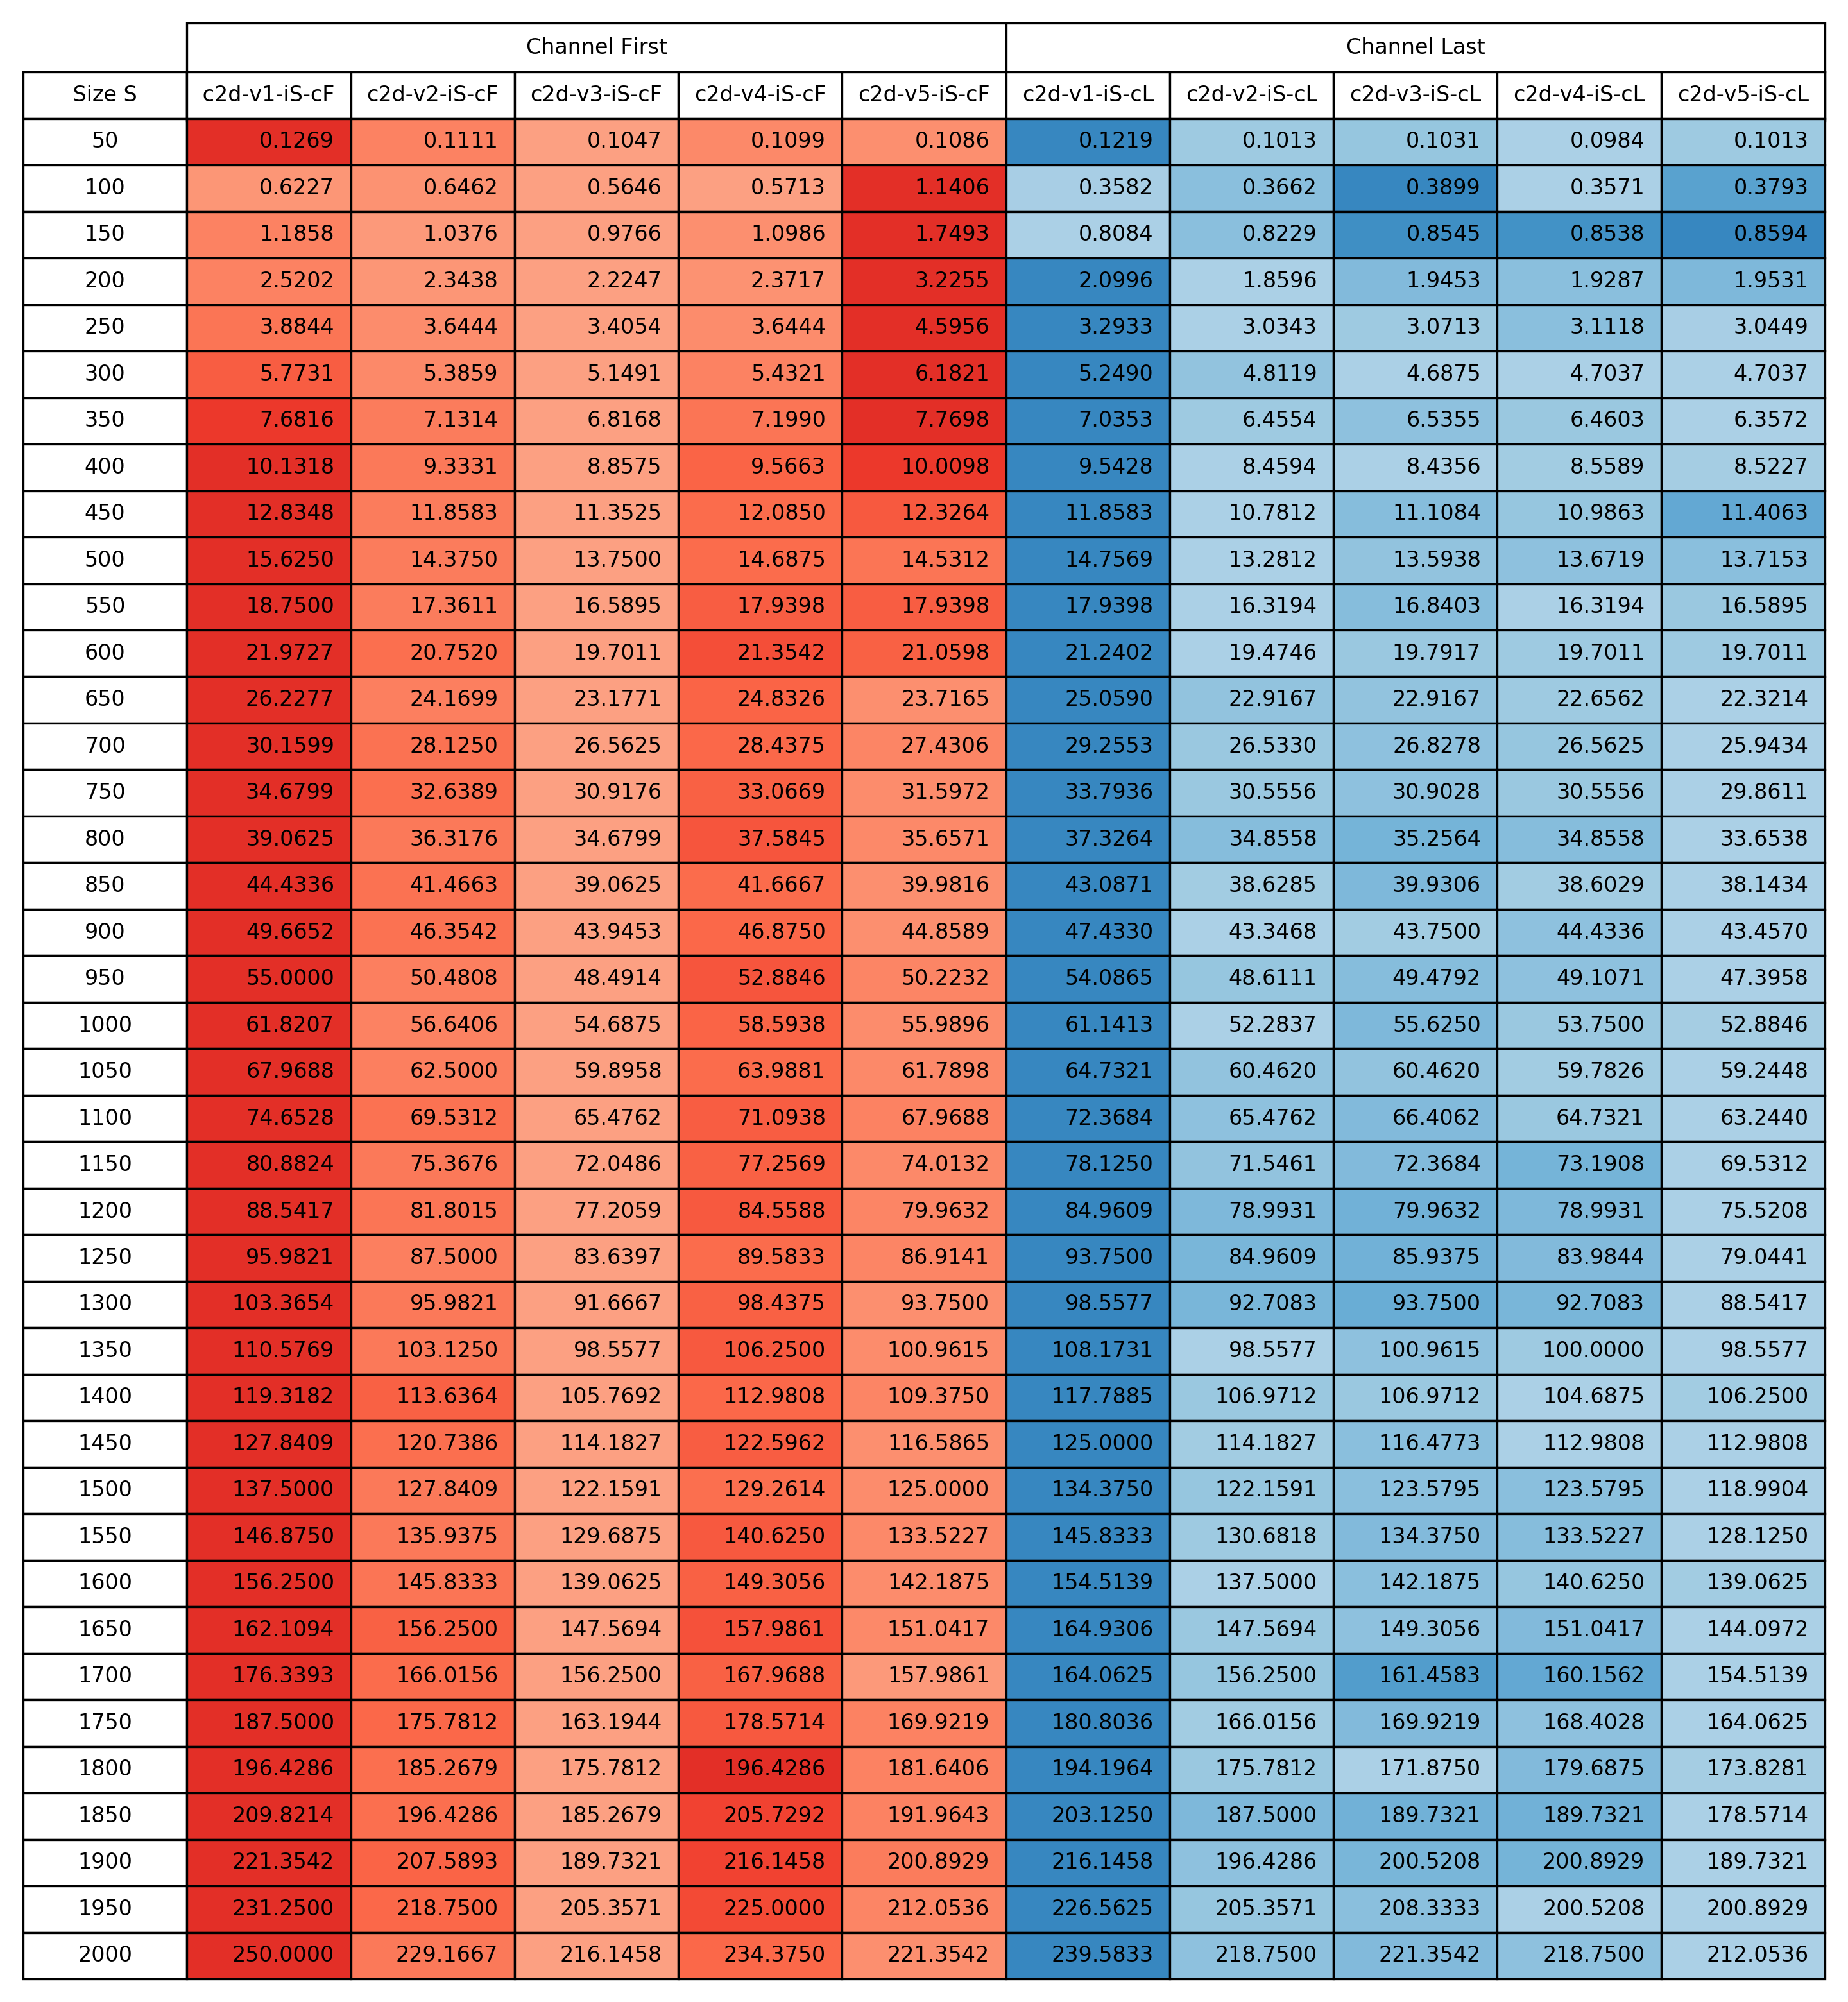 Channel First Channel Last
Size S c2d-v1-iS-cF c2d-v2-iS-cF c2d-v3-iS-cF c2d-v4-iS-cF c2d-v5-iS-cF c2d-v1-iS-cL c2d-v2-iS-cL c2d-v3-iS-cL c2d-v4-iS-cL c2d-v5-iS-cL
50 0.1269 0.1111 0.1047 0.1099 0.1086 0.1219 0.1013 0.1031 0.0984 0.1013
100 0.6227 0.6462 0.5646 0.5713 1.1406 0.3582 0.3662 0.3899 0.3571 0.3793
150 1.1858 1.0376 0.9766 1.0986 1.7493 0.8084 0.8229 0.8545 0.8538 0.8594
200 2.5202 2.3438 2.2247 2.3717 3.2255 2.0996 1.8596 1.9453 1.9287 1.9531
250 3.8844 3.6444 3.4054 3.6444 4.5956 3.2933 3.0343 3.0713 3.1118 3.0449
300 5.7731 5.3859 5.1491 5.4321 6.1821 5.2490 4.8119 4.6875 4.7037 4.7037
350 7.6816 7.1314 6.8168 7.1990 7.7698 7.0353 6.4554 6.5355 6.4603 6.3572
400 10.1318 9.3331 8.8575 9.5663 10.0098 9.5428 8.4594 8.4356 8.5589 8.5227
450 12.8348 11.8583 11.3525 12.0850 12.3264 11.8583 10.7812 11.1084 10.9863 11.4063
500 15.6250 14.3750 13.7500 14.6875 14.5312 14.7569 13.2812 13.5938 13.6719 13.7153
550 18.7500 17.3611 16.5895 17.9398 17.9398 17.9398 16.3194 16.8403 16.3194 16.5895
600 21.9727 20.7520 19.7011 21.3542 21.0598 21.2402 19.4746 19.7917 19.7011 19.7011
650 26.2277 24.1699 23.1771 24.8326 23.7165 25.0590 22.9167 22.9167 22.6562 22.3214
700 30.1599 28.1250 26.5625 28.4375 27.4306 29.2553 26.5330 26.8278 26.5625 25.9434
750 34.6799 32.6389 30.9176 33.0669 31.5972 33.7936 30.5556 30.9028 30.5556 29.8611
800 39.0625 36.3176 34.6799 37.5845 35.6571 37.3264 34.8558 35.2564 34.8558 33.6538
850 44.4336 41.4663 39.0625 41.6667 39.9816 43.0871 38.6285 39.9306 38.6029 38.1434
900 49.6652 46.3542 43.9453 46.8750 44.8589 47.4330 43.3468 43.7500 44.4336 43.4570
950 55.0000 50.4808 48.4914 52.8846 50.2232 54.0865 48.6111 49.4792 49.1071 47.3958
1000 61.8207 56.6406 54.6875 58.5938 55.9896 61.1413 52.2837 55.6250 53.7500 52.8846
1050 67.9688 62.5000 59.8958 63.9881 61.7898 64.7321 60.4620 60.4620 59.7826 59.2448
1100 74.6528 69.5312 65.4762 71.0938 67.9688 72.3684 65.4762 66.4062 64.7321 63.2440
1150 80.8824 75.3676 72.0486 77.2569 74.0132 78.1250 71.5461 72.3684 73.1908 69.5312
1200 88.5417 81.8015 77.2059 84.5588 79.9632 84.9609 78.9931 79.9632 78.9931 75.5208
1250 95.9821 87.5000 83.6397 89.5833 86.9141 93.7500 84.9609 85.9375 83.9844 79.0441
1300 103.3654 95.9821 91.6667 98.4375 93.7500 98.5577 92.7083 93.7500 92.7083 88.5417
1350 110.5769 103.1250 98.5577 106.2500 100.9615 108.1731 98.5577 100.9615 100.0000 98.5577
1400 119.3182 113.6364 105.7692 112.9808 109.3750 117.7885 106.9712 106.9712 104.6875 106.2500
1450 127.8409 120.7386 114.1827 122.5962 116.5865 125.0000 114.1827 116.4773 112.9808 112.9808
1500 137.5000 127.8409 122.1591 129.2614 125.0000 134.3750 122.1591 123.5795 123.5795 118.9904
1550 146.8750 135.9375 129.6875 140.6250 133.5227 145.8333 130.6818 134.3750 133.5227 128.1250
1600 156.2500 145.8333 139.0625 149.3056 142.1875 154.5139 137.5000 142.1875 140.6250 139.0625
1650 162.1094 156.2500 147.5694 157.9861 151.0417 164.9306 147.5694 149.3056 151.0417 144.0972
1700 176.3393 166.0156 156.2500 167.9688 157.9861 164.0625 156.2500 161.4583 160.1562 154.5139
1750 187.5000 175.7812 163.1944 178.5714 169.9219 180.8036 166.0156 169.9219 168.4028 164.0625
1800 196.4286 185.2679 175.7812 196.4286 181.6406 194.1964 175.7812 171.8750 179.6875 173.8281
1850 209.8214 196.4286 185.2679 205.7292 191.9643 203.1250 187.5000 189.7321 189.7321 178.5714
1900 221.3542 207.5893 189.7321 216.1458 200.8929 216.1458 196.4286 200.5208 200.8929 189.7321
1950 231.2500 218.7500 205.3571 225.0000 212.0536 226.5625 205.3571 208.3333 200.5208 200.8929
2000 250.0000 229.1667 216.1458 234.3750 221.3542 239.5833 218.7500 221.3542 218.7500 212.0536